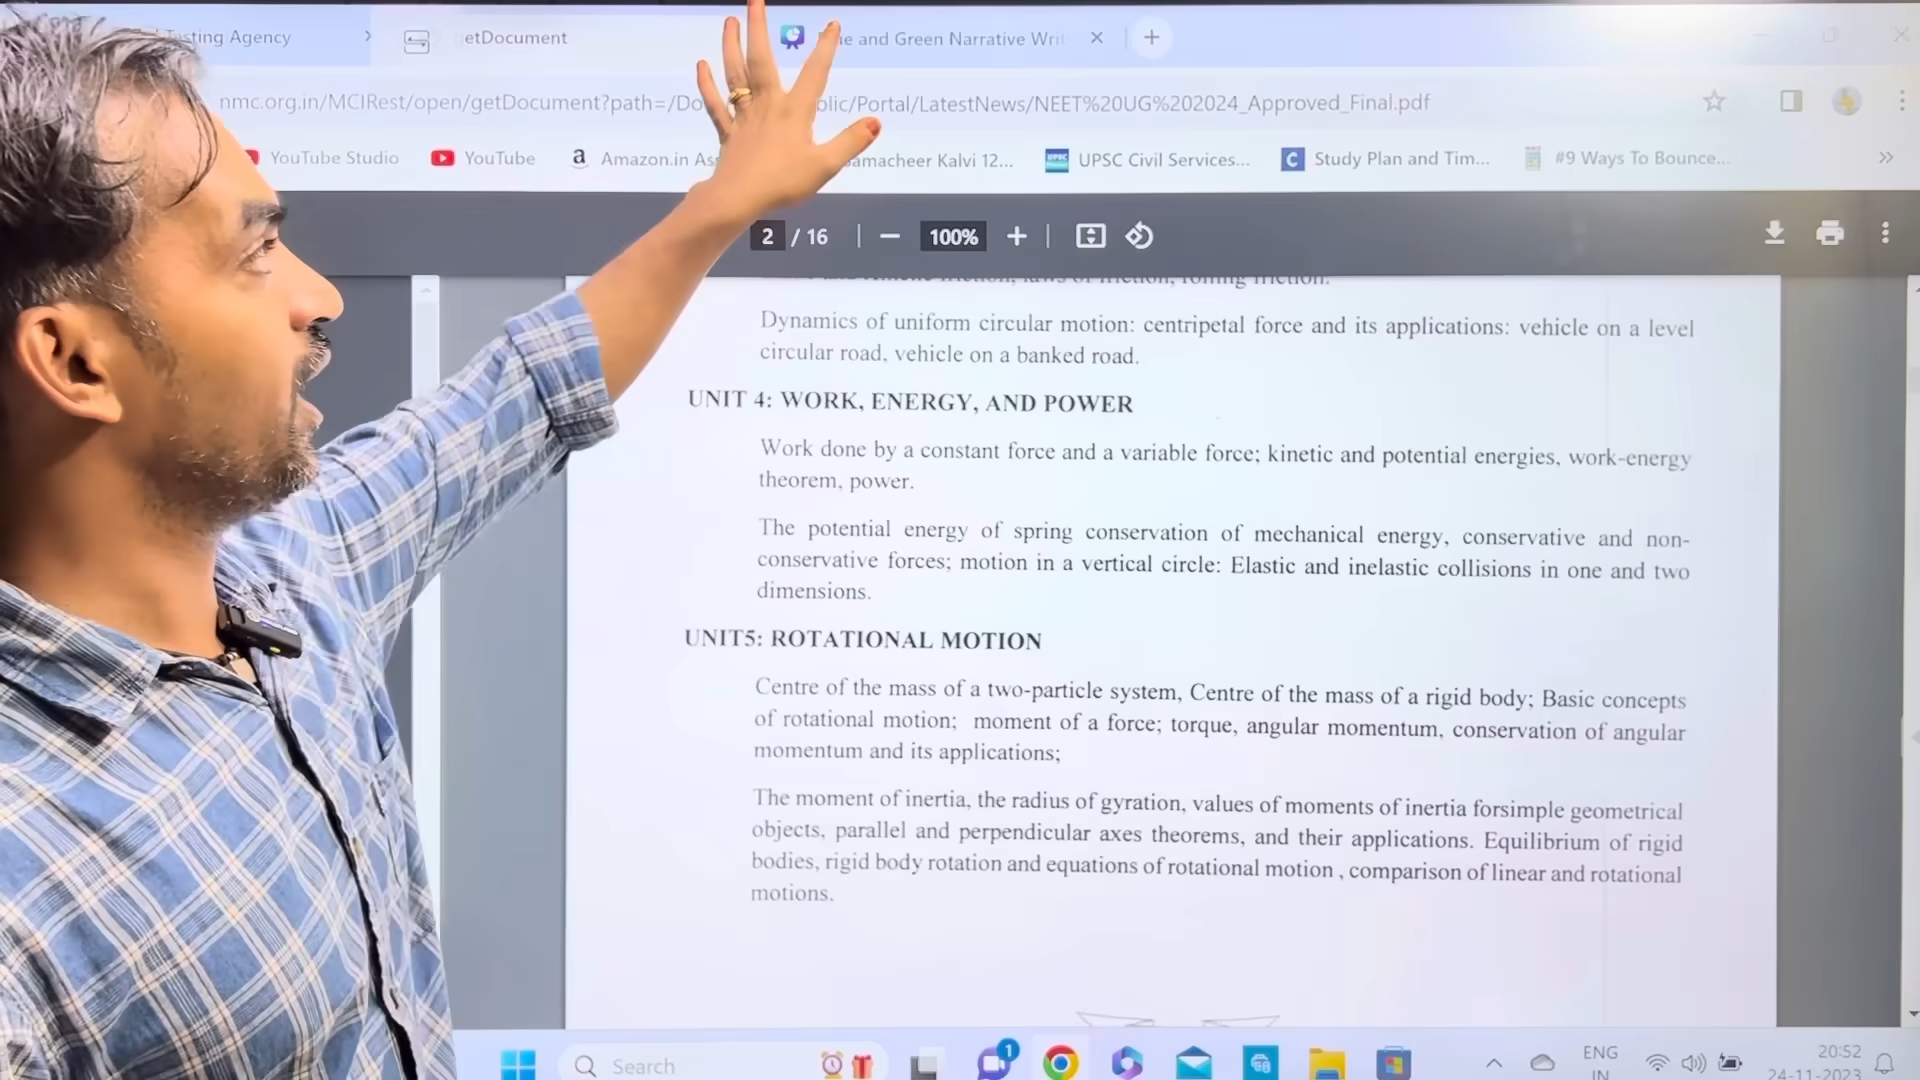 Testing Agency
etDocument
e and Green Narrative Wri
nmc.org.in/MCIRest/open/getDocument?path=/Do blic/Portal/LatestNews/NEET%20UG%202024_Approved_Final.pdf
YouTube Studio
YouTube
Amazon.in As
amacheer Kalvi 12...
UPSC Civil Services...
Study Plan and Tim...
#9 Ways To Bounce...
2 / 16
100%
Dynamics of uniform circular motion: centripetal force and its applications: vehicle on a level
circular road, vehicle on a banked road.
UNIT 4: WORK, ENERGY, AND POWER
Work done by a constant force and a variable force; kinetic and potential energies, work-energy
theorem, power.
The potential energy of spring conservation of mechanical energy, conservative and non-
conservative forces; motion in a vertical circle: Elastic and inelastic collisions in one and two
dimensions.
UNIT5: ROTATIONAL MOTION
Centre of the mass of a two-particle system, Centre of the mass of a rigid body; Basic concepts
of rotational motion; moment of a force; torque, angular momentum, conservation of angular
momentum and its applications;
The moment of inertia, the radius of gyration, values of moments of inertia forsimple geometrical
objects, parallel and perpendicular axes theorems, and their applications. Equilibrium of rigid
bodies, rigid body rotation and equations of rotational motion , comparison of linear and rotational
motions.
Search
1
ENG
IN
20:52
24-11-2023